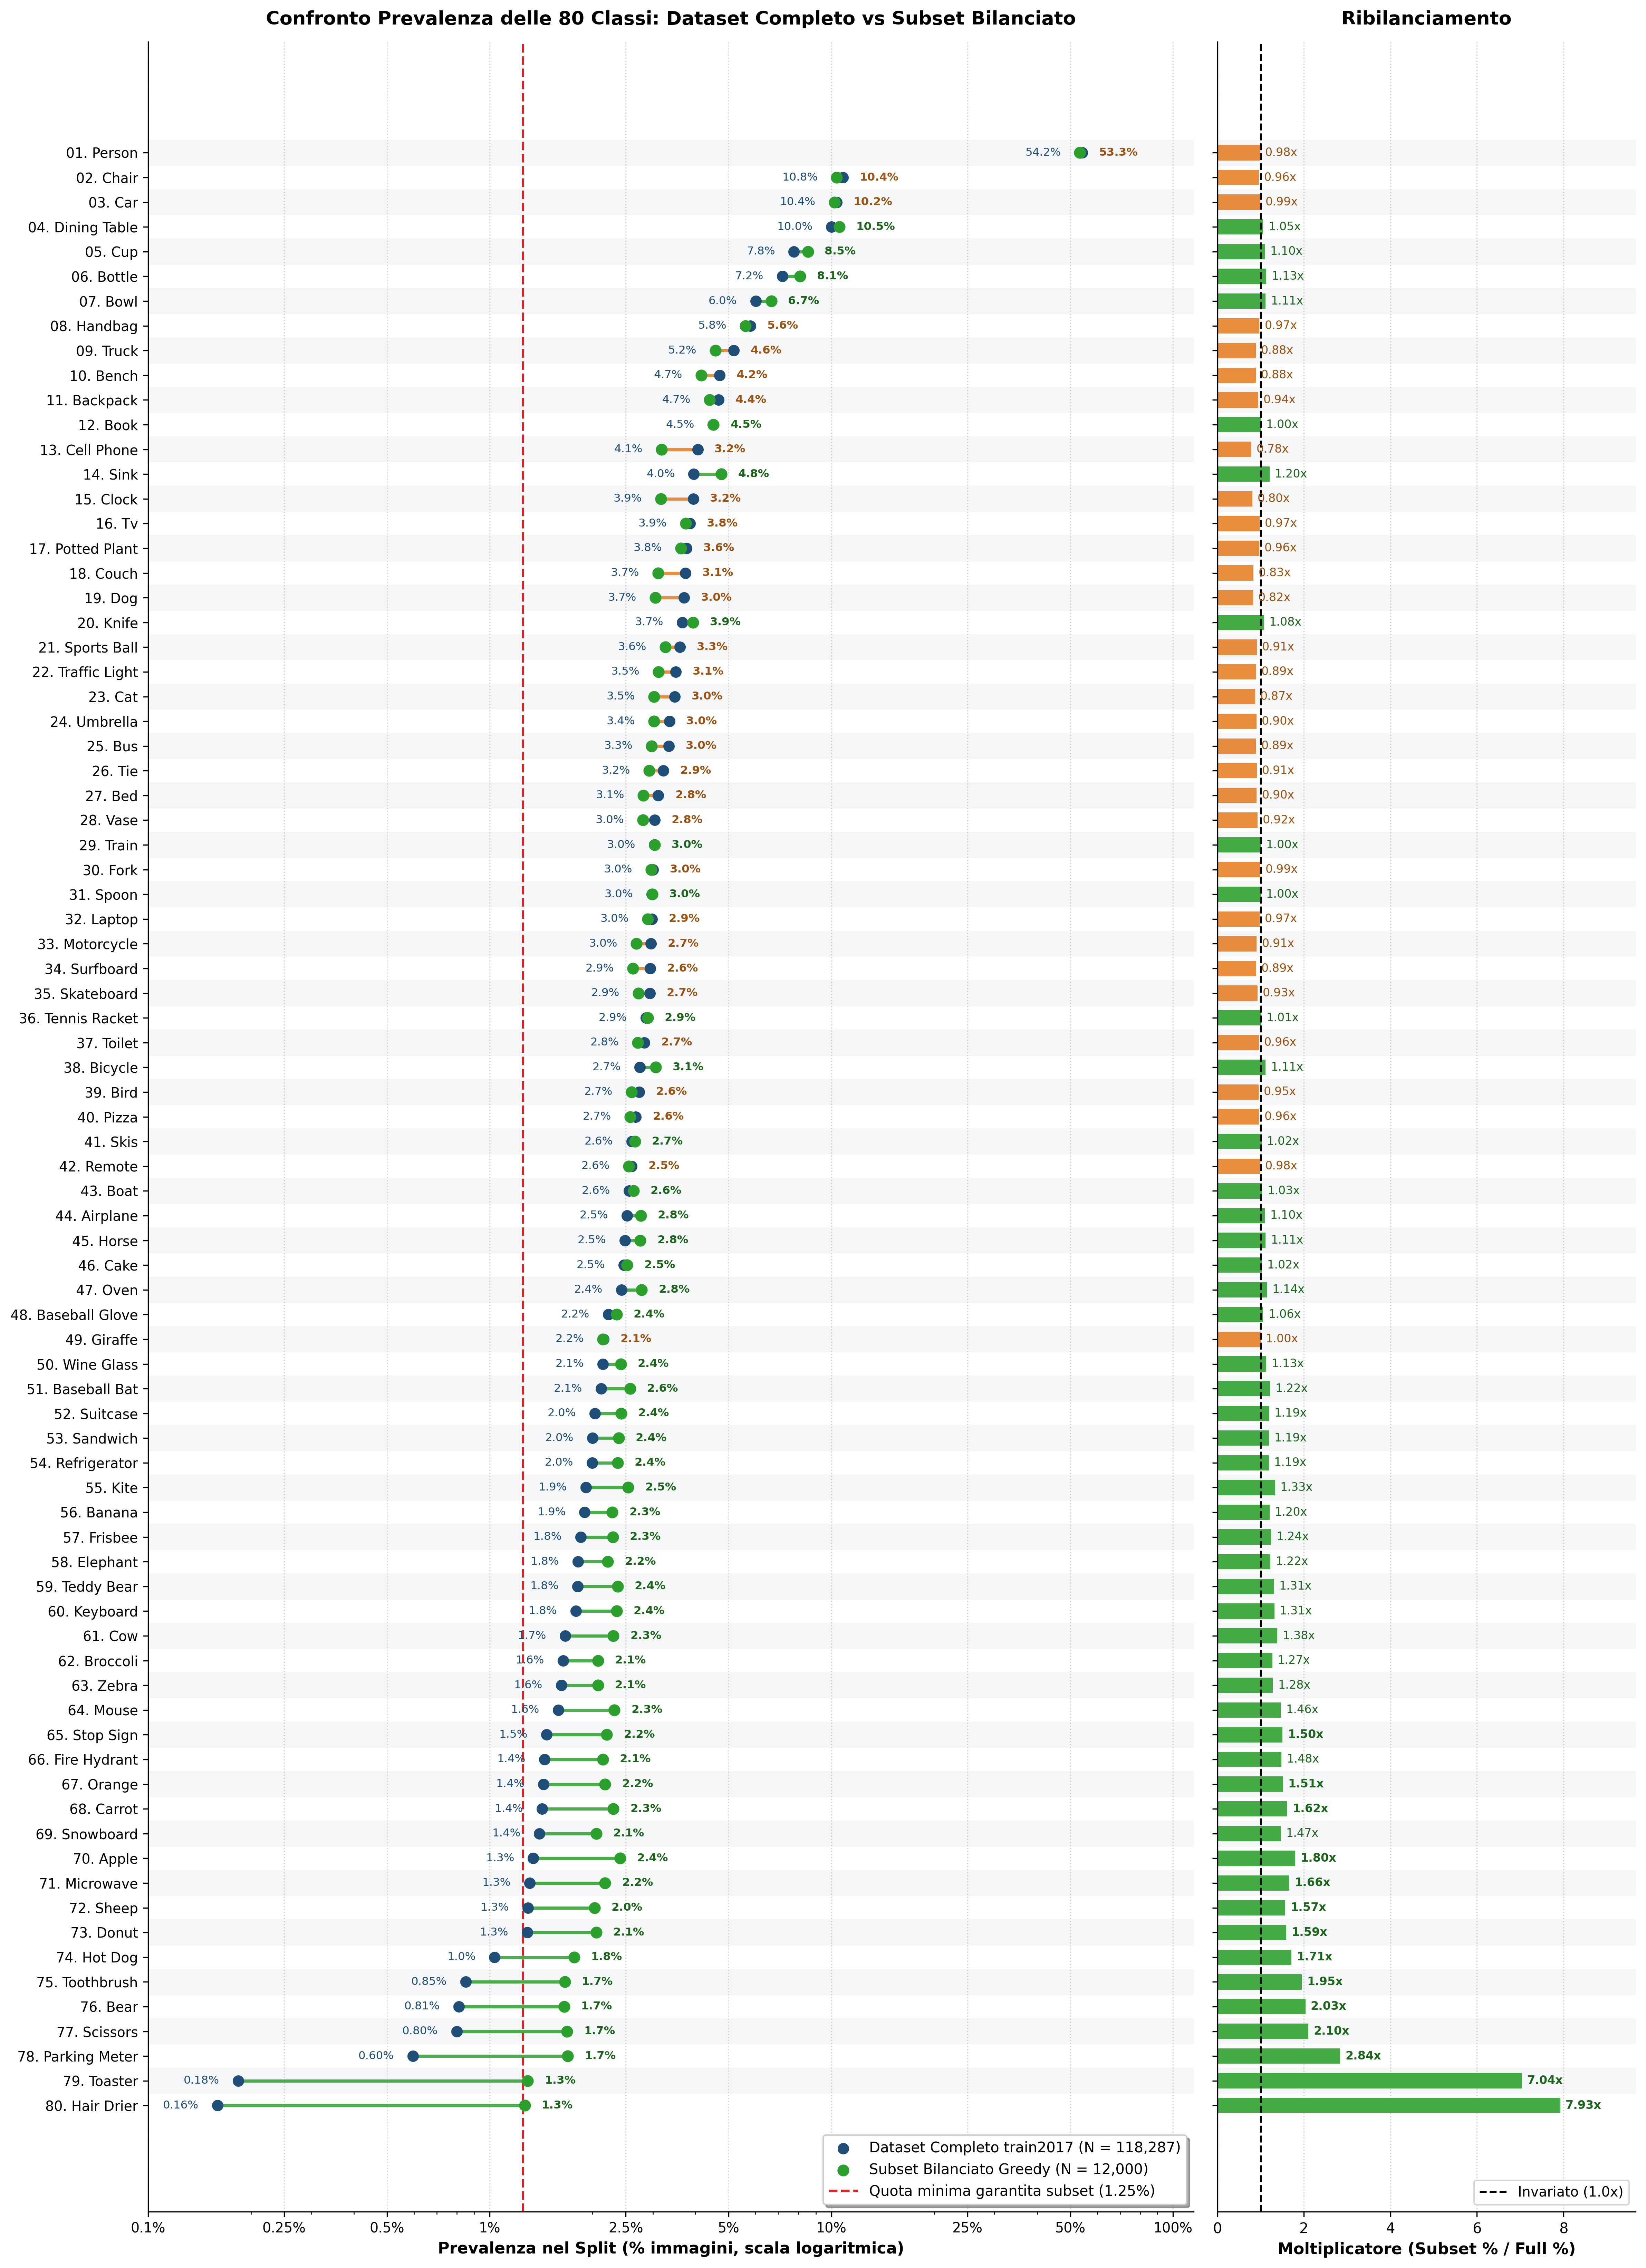 Confronto Prevalenza delle 80 Classi: Dataset Completo vs Subset Bilanciato
Ribilanciamento
01. Person 54.2% 53.3% 0.98x
02. Chair 10.8% 10.4% 0.96x
03. Car 10.4% 10.2% 0.99x
04. Dining Table 10.0% 10.5% 1.05x
05. Cup 7.8% 8.5% 1.10x
06. Bottle 7.2% 8.1% 1.13x
07. Bowl 6.0% 6.7% 1.11x
08. Handbag 5.8% 5.6% 0.97x
09. Truck 5.2% 4.6% 0.88x
10. Bench 4.7% 4.2% 0.88x
11. Backpack 4.7% 4.4% 0.94x
12. Book 4.5% 4.5% 1.00x
13. Cell Phone 4.1% 3.2% 0.78x
14. Sink 4.0% 4.8% 1.20x
15. Clock 3.9% 3.2% 0.80x
16. Tv 3.9% 3.8% 0.97x
17. Potted Plant 3.8% 3.6% 0.96x
18. Couch 3.7% 3.1% 0.83x
19. Dog 3.7% 3.0% 0.82x
20. Knife 3.7% 3.9% 1.08x
21. Sports Ball 3.6% 3.3% 0.91x
22. Traffic Light 3.5% 3.1% 0.89x
23. Cat 3.5% 3.0% 0.87x
24. Umbrella 3.4% 3.0% 0.90x
25. Bus 3.3% 3.0% 0.89x
26. Tie 3.2% 2.9% 0.91x
27. Bed 3.1% 2.8% 0.90x
28. Vase 3.0% 2.8% 0.92x
29. Train 3.0% 3.0% 1.00x
30. Fork 3.0% 3.0% 0.99x
31. Spoon 3.0% 3.0% 1.00x
32. Laptop 3.0% 2.9% 0.97x
33. Motorcycle 3.0% 2.7% 0.91x
34. Surfboard 2.9% 2.6% 0.89x
35. Skateboard 2.9% 2.7% 0.93x
36. Tennis Racket 2.9% 2.9% 1.01x
37. Toilet 2.8% 2.7% 0.96x
38. Bicycle 2.7% 3.1% 1.11x
39. Bird 2.7% 2.6% 0.95x
40. Pizza 2.7% 2.6% 0.96x
41. Skis 2.6% 2.7% 1.02x
42. Remote 2.6% 2.5% 0.98x
43. Boat 2.6% 2.6% 1.03x
44. Airplane 2.5% 2.8% 1.10x
45. Horse 2.5% 2.8% 1.11x
46. Cake 2.5% 2.5% 1.02x
47. Oven 2.4% 2.8% 1.14x
48. Baseball Glove 2.2% 2.4% 1.06x
49. Giraffe 2.2% 2.1% 1.00x
50. Wine Glass 2.1% 2.4% 1.13x
51. Baseball Bat 2.1% 2.6% 1.22x
52. Suitcase 2.0% 2.4% 1.19x
53. Sandwich 2.0% 2.4% 1.19x
54. Refrigerator 2.0% 2.4% 1.19x
55. Kite 1.9% 2.5% 1.33x
56. Banana 1.9% 2.3% 1.20x
57. Frisbee 1.8% 2.3% 1.24x
58. Elephant 1.8% 2.2% 1.22x
59. Teddy Bear 1.8% 2.4% 1.31x
60. Keyboard 1.8% 2.4% 1.31x
61. Cow 1.7% 2.3% 1.38x
62. Broccoli 1.6% 2.1% 1.27x
63. Zebra 1.6% 2.1% 1.28x
64. Mouse 1.6% 2.3% 1.46x
65. Stop Sign 1.5% 2.2% 1.50x
66. Fire Hydrant 1.4% 2.1% 1.48x
67. Orange 1.4% 2.2% 1.51x
68. Carrot 1.4% 2.3% 1.62x
69. Snowboard 1.4% 2.1% 1.47x
70. Apple 1.3% 2.4% 1.80x
71. Microwave 1.3% 2.2% 1.66x
72. Sheep 1.3% 2.0% 1.57x
73. Donut 1.3% 2.1% 1.59x
74. Hot Dog 1.0% 1.8% 1.71x
75. Toothbrush 0.85% 1.7% 1.95x
76. Bear 0.81% 1.7% 2.03x
77. Scissors 0.80% 1.7% 2.10x
78. Parking Meter 0.60% 1.7% 2.84x
79. Toaster 0.18% 1.3% 7.04x
80. Hair Drier 0.16% 1.3% 7.93x
Dataset Completo train2017 (N = 118,287)
Subset Bilanciato Greedy (N = 12,000)
Quota minima garantita subset (1.25%)
Invariato (1.0x)
0.1% 0.25% 0.5% 1% 2.5% 5% 10% 25% 50% 100%
0 2 4 6 8
Prevalenza nel Split (% immagini, scala logaritmica)
Moltiplicatore (Subset % / Full %)